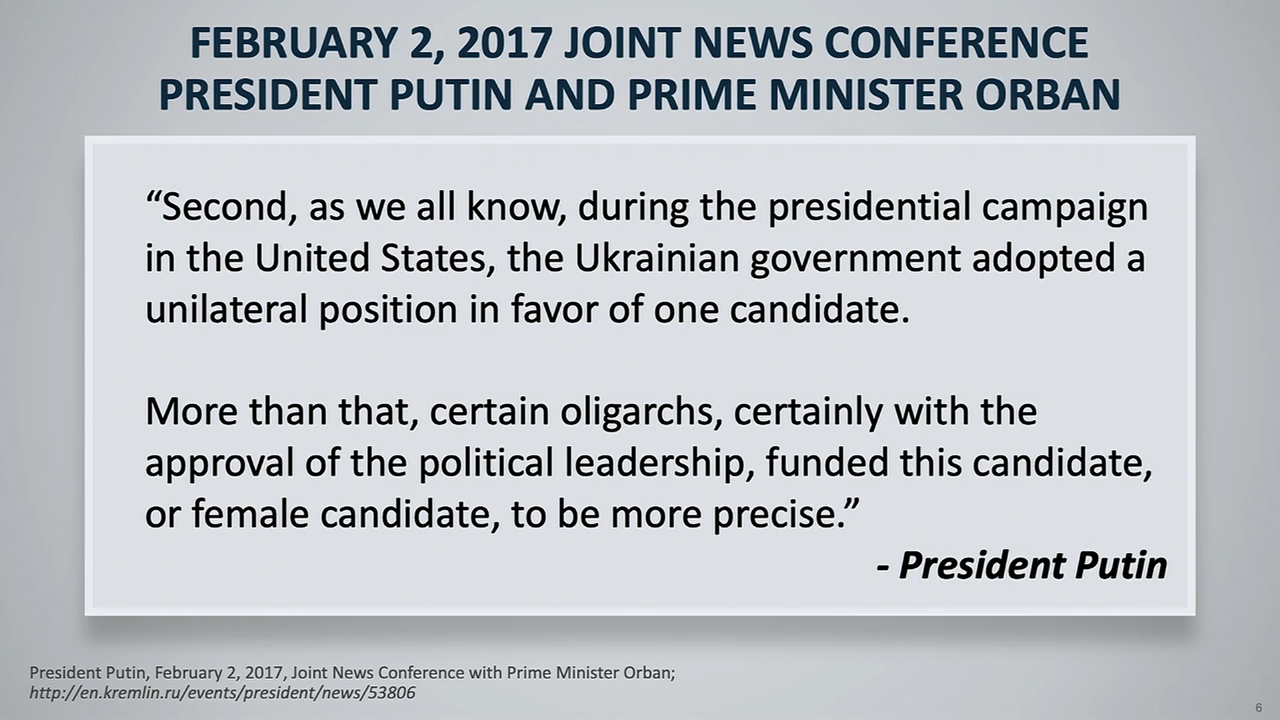 FEBRUARY 2, 2017 JOINT NEWS CONFERENCE
PRESIDENT PUTIN AND PRIME MINISTER ORBAN
“Second, as we all know, during the presidential campaign
in the United States, the Ukrainian government adopted a
unilateral position in favor of one candidate.
More than that, certain oligarchs, certainly with the
approval of the political leadership, funded this candidate,
or female candidate, to be more precise.”
- President Putin
President Putin, February 2, 2017, Joint News Conference with Prime Minister Orban;
http://en.kremlin.ru/events/president/news/53806
6